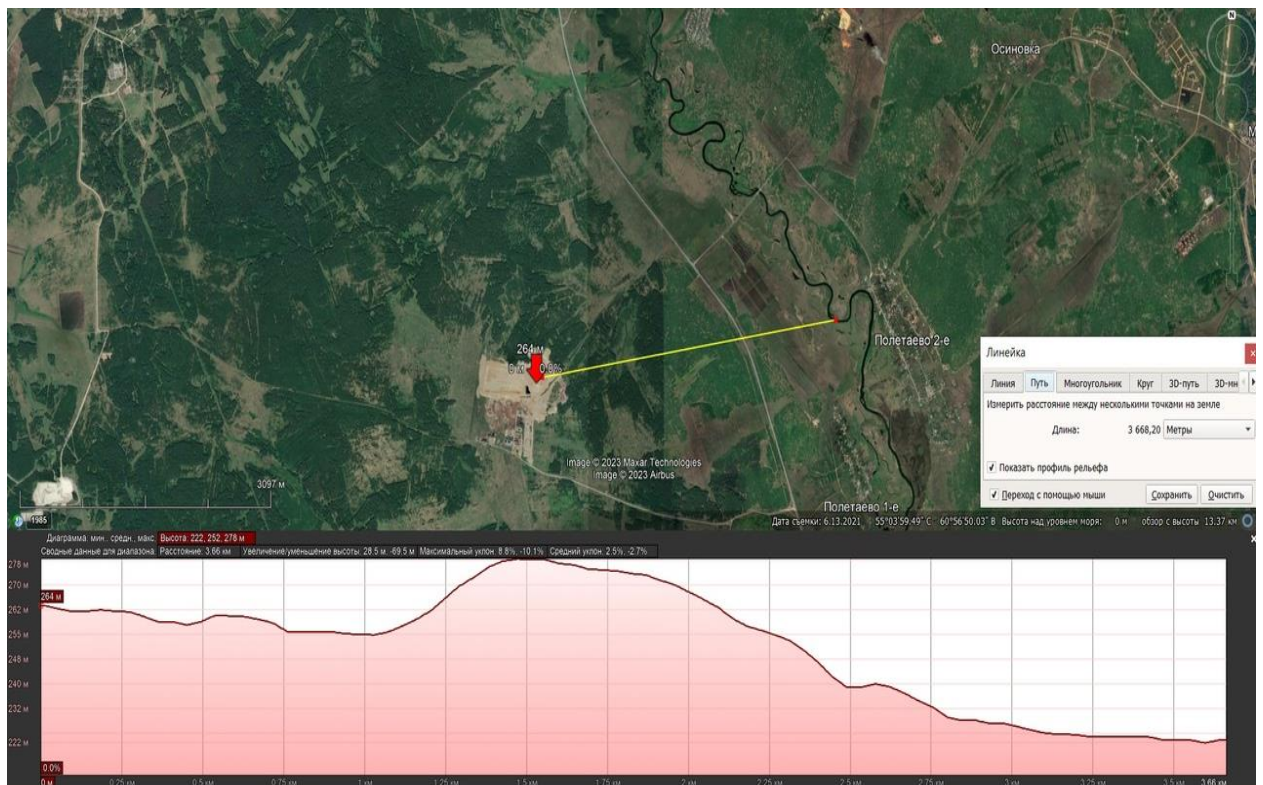 N
Осиновка
М
264 м
Полетаево 2-е
Линейка
x
Линия Путь Многоугольник Круг 3D-путь 3D-мн
Измерить расстояние между несколькими точками на земле
Длина: 3 668,20 Метры
Показать профиль рельефа
Переход с помощью мыши Сохранить Очистить
Image © 2023 Maxar Technologies
Image © 2023 Airbus
3097 м
Полетаево 1-е
1985
Дата съемки: 6.13.2021 55°03'59.49" С 60°56'50.03" В Высота над уровнем моря: 0 м обзор с высоты 13.37 км
Диаграмма: мин., средн., макс. Высота: 222, 252, 278 м
Сводные данные для диапазона: Расстояние: 3.66 км Увеличение/уменьшение высоты: 28.5 м, -69.5 м Максимальный уклон: 8.8%, -10.1% Средний уклон: 2.5%, -2.7%
278 м
270 м
264 м
262 м
255 м
248 м
240 м
232 м
222 м
0.0%
0 м 0.25 км 0.5 км 0.75 км 1 км 1.25 км 1.5 км 1.75 км 2 км 2.25 км 2.5 км 2.75 км 3 км 3.25 км 3.5 км 3.66 км